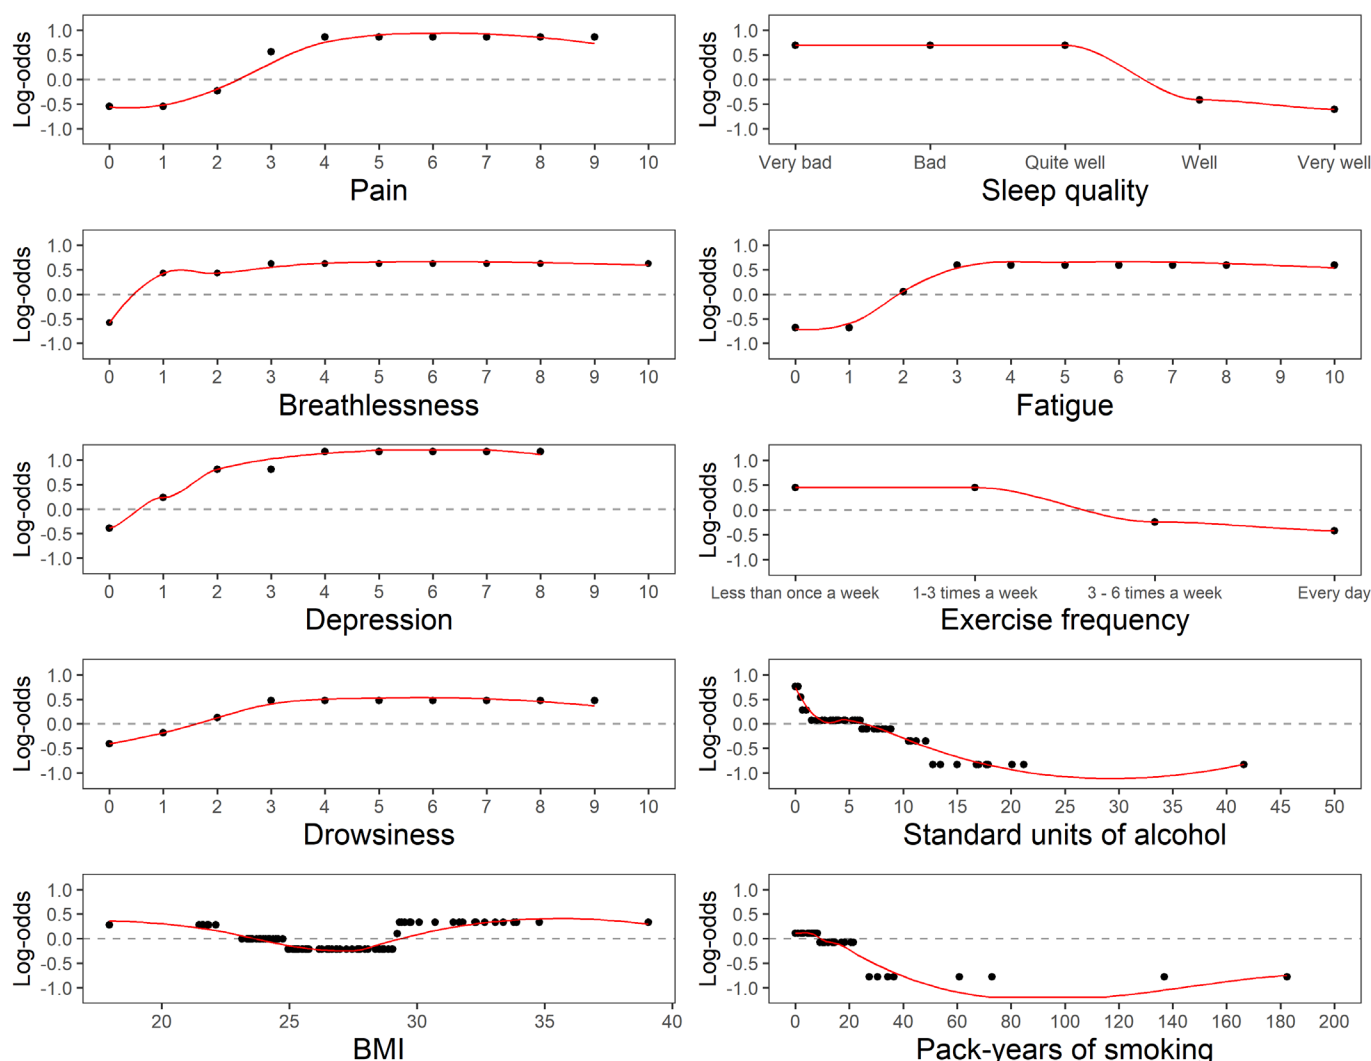 Log-odds
1.0
0.5
0.0
-0.5
-1.0
0 1 2 3 4 5 6 7 8 9 10
Pain
Log-odds
1.0
0.5
0.0
-0.5
-1.0
Very bad Bad Quite well Well Very well
Sleep quality
Log-odds
1.0
0.5
0.0
-0.5
-1.0
0 1 2 3 4 5 6 7 8 9 10
Breathlessness
Log-odds
1.0
0.5
0.0
-0.5
-1.0
0 1 2 3 4 5 6 7 8 9 10
Fatigue
Log-odds
1.0
0.5
0.0
-0.5
-1.0
0 1 2 3 4 5 6 7 8 9 10
Depression
Log-odds
1.0
0.5
0.0
-0.5
-1.0
Less than once a week 1-3 times a week 3 - 6 times a week Every day
Exercise frequency
Log-odds
1.0
0.5
0.0
-0.5
-1.0
0 1 2 3 4 5 6 7 8 9 10
Drowsiness
Log-odds
1.0
0.5
0.0
-0.5
-1.0
0 5 10 15 20 25 30 35 40 45 50
Standard units of alcohol
Log-odds
1.0
0.5
0.0
-0.5
-1.0
20 25 30 35 40
BMI
Log-odds
1.0
0.5
0.0
-0.5
-1.0
0 20 40 60 80 100 120 140 160 180 200
Pack-years of smoking